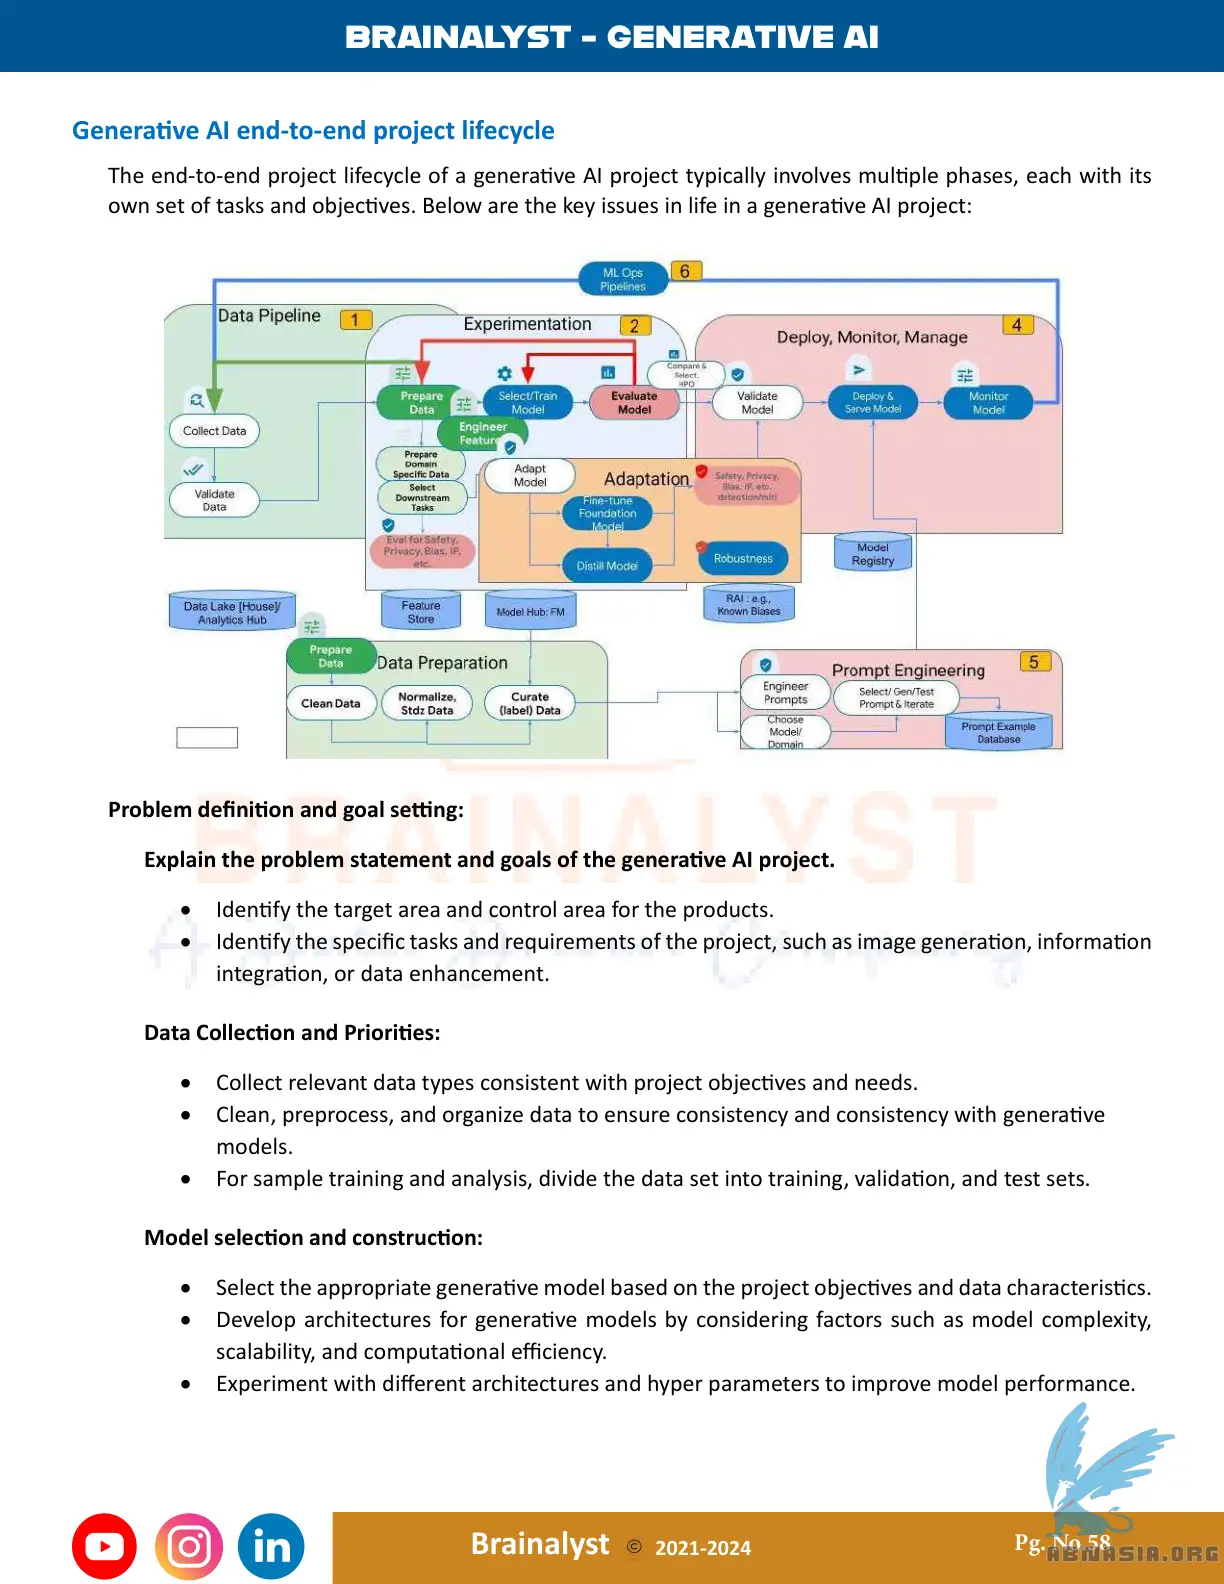 BRAINALYST - GENERATIVE AI
Generative AI end-to-end project lifecycle
The end-to-end project lifecycle of a generative AI project typically involves multiple phases, each with its
own set of tasks and objectives. Below are the key issues in life in a generative AI project:
ML Ops
Pipelines
6
Data Pipeline
1
Experimentation
2
Deploy, Monitor, Manage
4
Collect Data
Validate
Data
Prepare
Data
Engineer
Feature
Select/Train
Model
Evaluate
Model
Compare &
Select,
HPO
Validate
Model
Deploy &
Serve Model
Monitor
Model
Prepare
Domain
Specific Data
Select
Downstream
Tasks
Eval for Safety,
Privacy, Bias, IP,
etc.
Adapt
Model
Adaptation
Fine-tune
Foundation
Model
Distill Model
Safety, Privacy,
Bias, IP, etc.
detection/miti
Robustness
Model
Registry
Data Lake [House]/
Analytics Hub
Feature
Store
Model Hub: FM
RAI : e.g.,
Known Biases
Prepare
Data
Data Preparation
Clean Data
Normalize,
Stdz Data
Curate
(label) Data
Prompt Engineering
5
Engineer
Prompts
Choose
Model/
Domain
Select/ Gen/Test
Prompt & Iterate
Prompt Example
Database
BRAINALYST
A Data Driven Company
Problem definition and goal setting:
Explain the problem statement and goals of the generative AI project.
• Identify the target area and control area for the products.
• Identify the specific tasks and requirements of the project, such as image generation, information
integration, or data enhancement.
Data Collection and Priorities:
• Collect relevant data types consistent with project objectives and needs.
• Clean, preprocess, and organize data to ensure consistency and consistency with generative
models.
• For sample training and analysis, divide the data set into training, validation, and test sets.
Model selection and construction:
• Select the appropriate generative model based on the project objectives and data characteristics.
• Develop architectures for generative models by considering factors such as model complexity,
scalability, and computational efficiency.
• Experiment with different architectures and hyper parameters to improve model performance.
in
Brainalyst © 2021-2024
Pg. No 58
ABNASIA.ORG